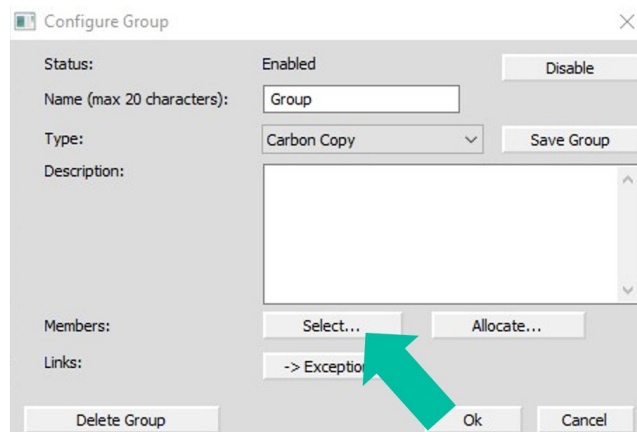 Configure Group
Status: Enabled Disable
Name (max 20 characters): Group
Type: Carbon Copy Save Group
Description:
Members: Select... Allocate...
Links: -> Exception
Delete Group Ok Cancel